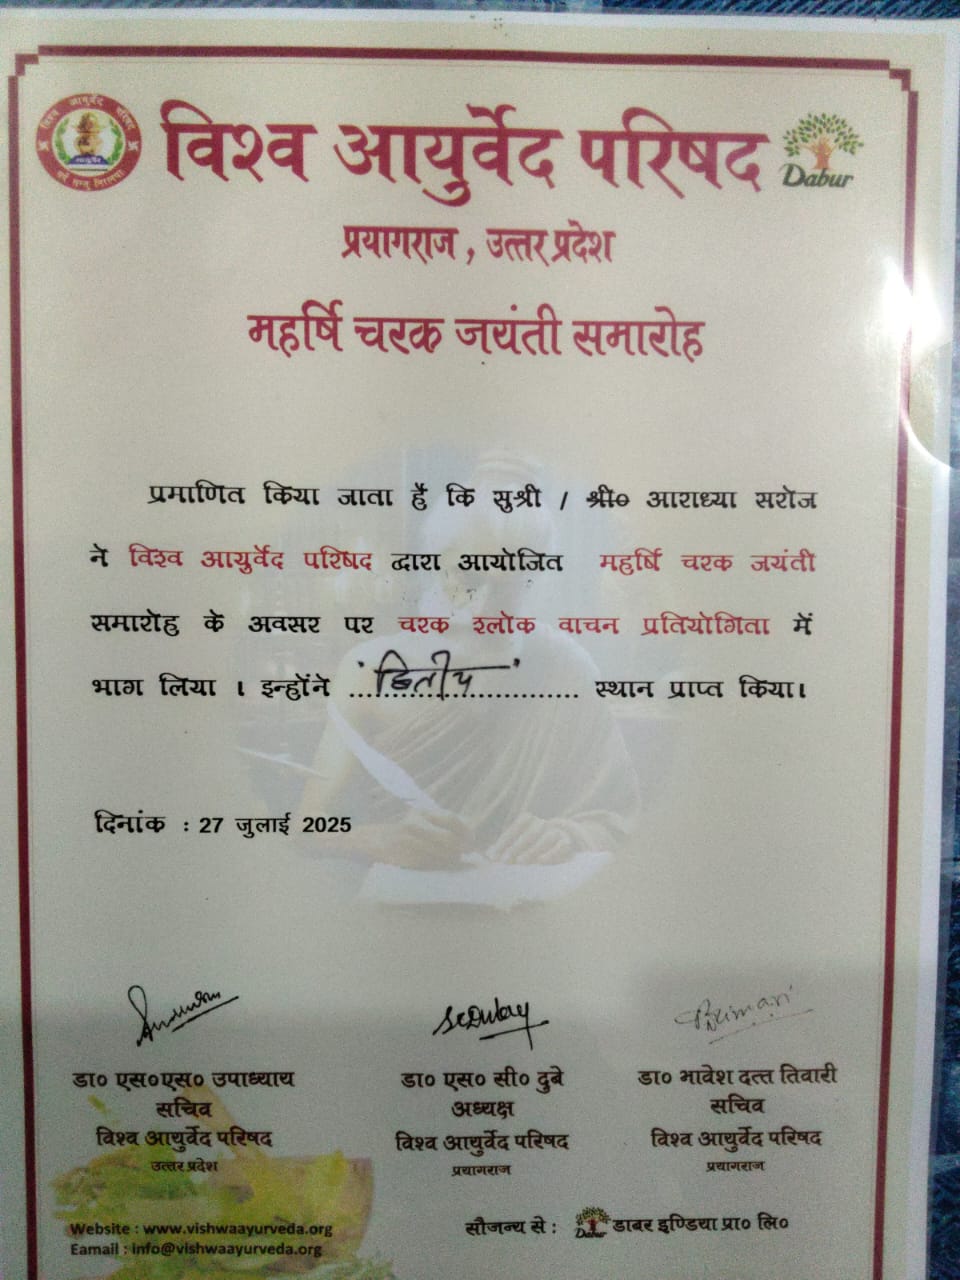 विश्व आयुर्वेद परिषद
Dabur
प्रयागराज , उत्तर प्रदेश
महर्षि चरक जयंती समारोह
प्रमाणित किया जाता है कि सुश्री / श्री० आराध्या सरोज
ने विश्व आयुर्वेद परिषद द्वारा आयोजित महर्षि चरक जयंती
समारोह के अवसर पर चरक श्लोक वाचन प्रतियोगिता में
भाग लिया । इन्होंने 'द्वितीय' स्थान प्राप्त किया।
दिनांक : 27 जुलाई 2025
डा० एस०एस० उपाध्याय
सचिव
विश्व आयुर्वेद परिषद
उत्तर प्रदेश
SCDubey
डा० एस० सी० दुबे
अध्यक्ष
विश्व आयुर्वेद परिषद
प्रयागराज
डा० भावेश दत्त तिवारी
सचिव
विश्व आयुर्वेद परिषद
प्रयागराज
Website : www.vishwaayurveda.org
Eamail : info@vishwaayurveda.org
सौजन्य से : Dabur डाबर इण्डिया प्रा० लि०